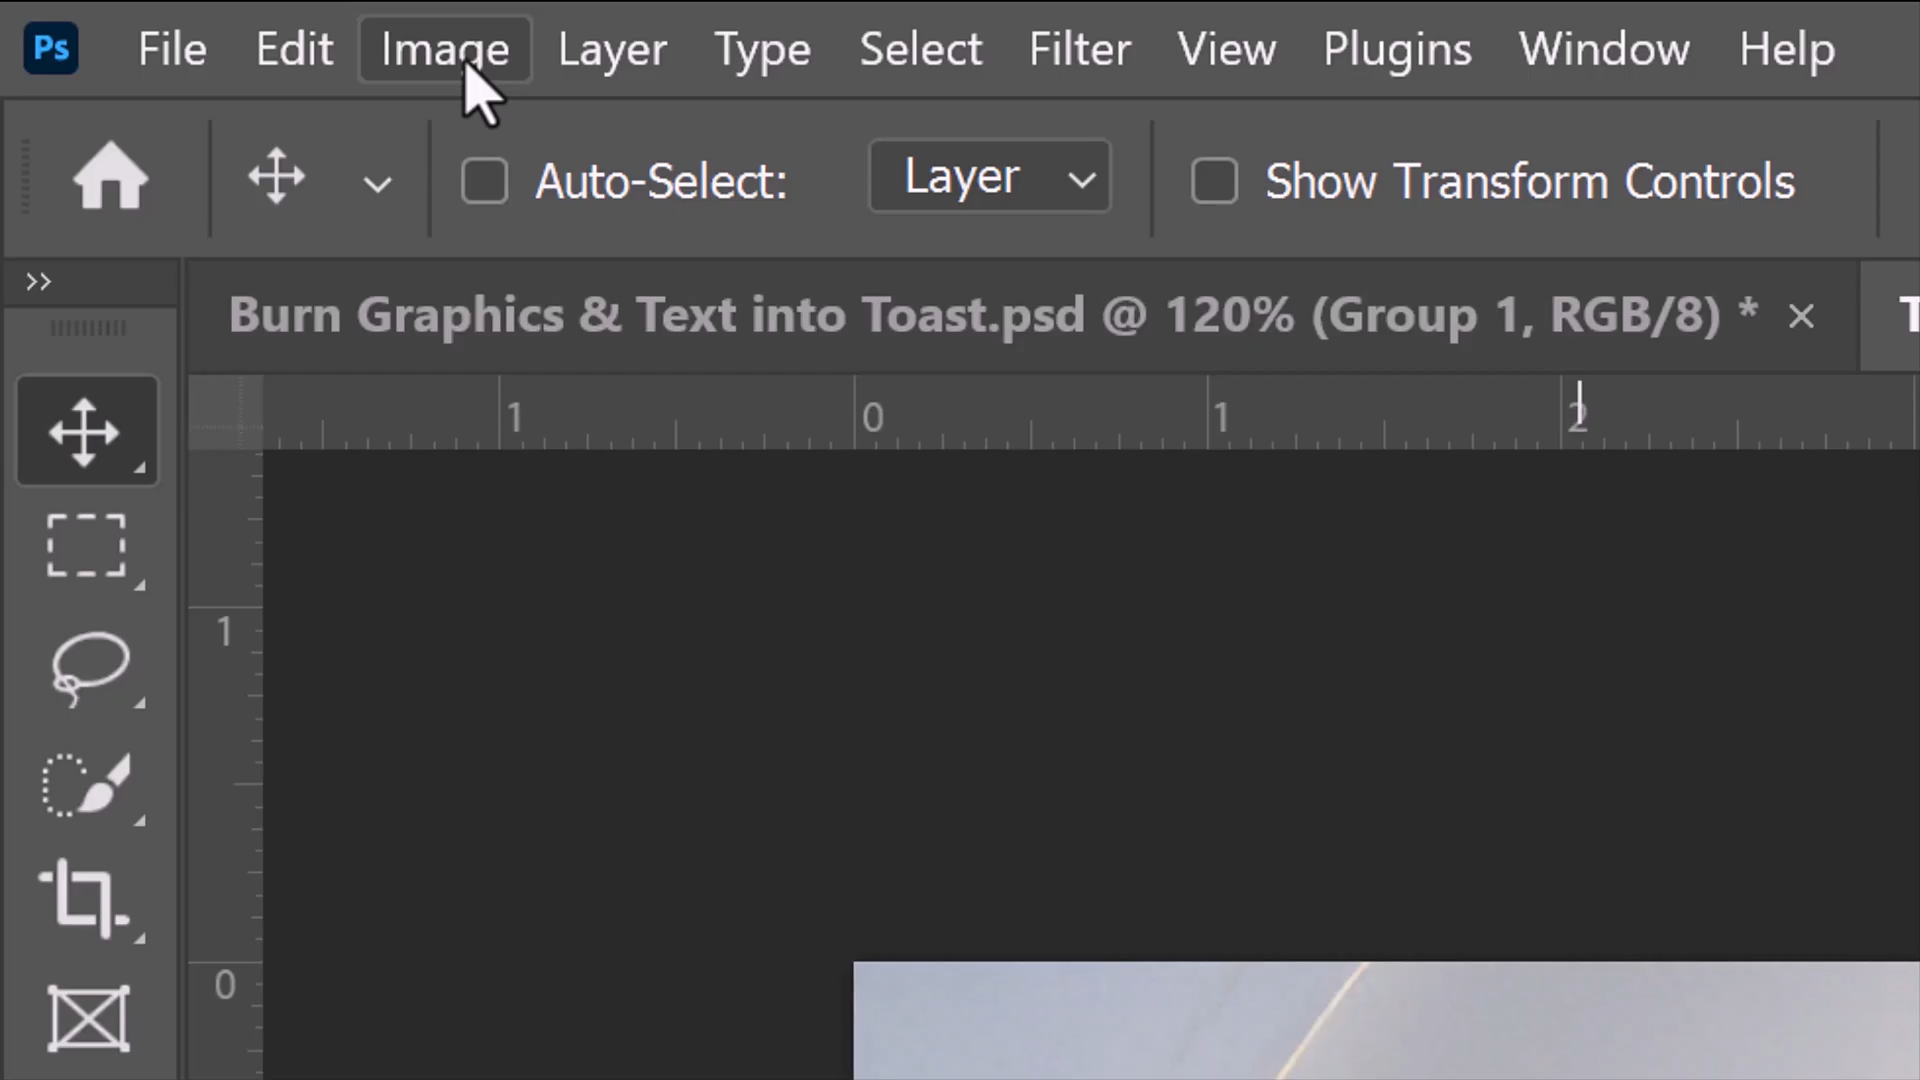 Ps File Edit Image Layer Type Select Filter View Plugins Window Help
Auto-Select: Layer Show Transform Controls
Burn Graphics & Text into Toast.psd @ 120% (Group 1, RGB/8) * × T
1 0 1 2
1
0